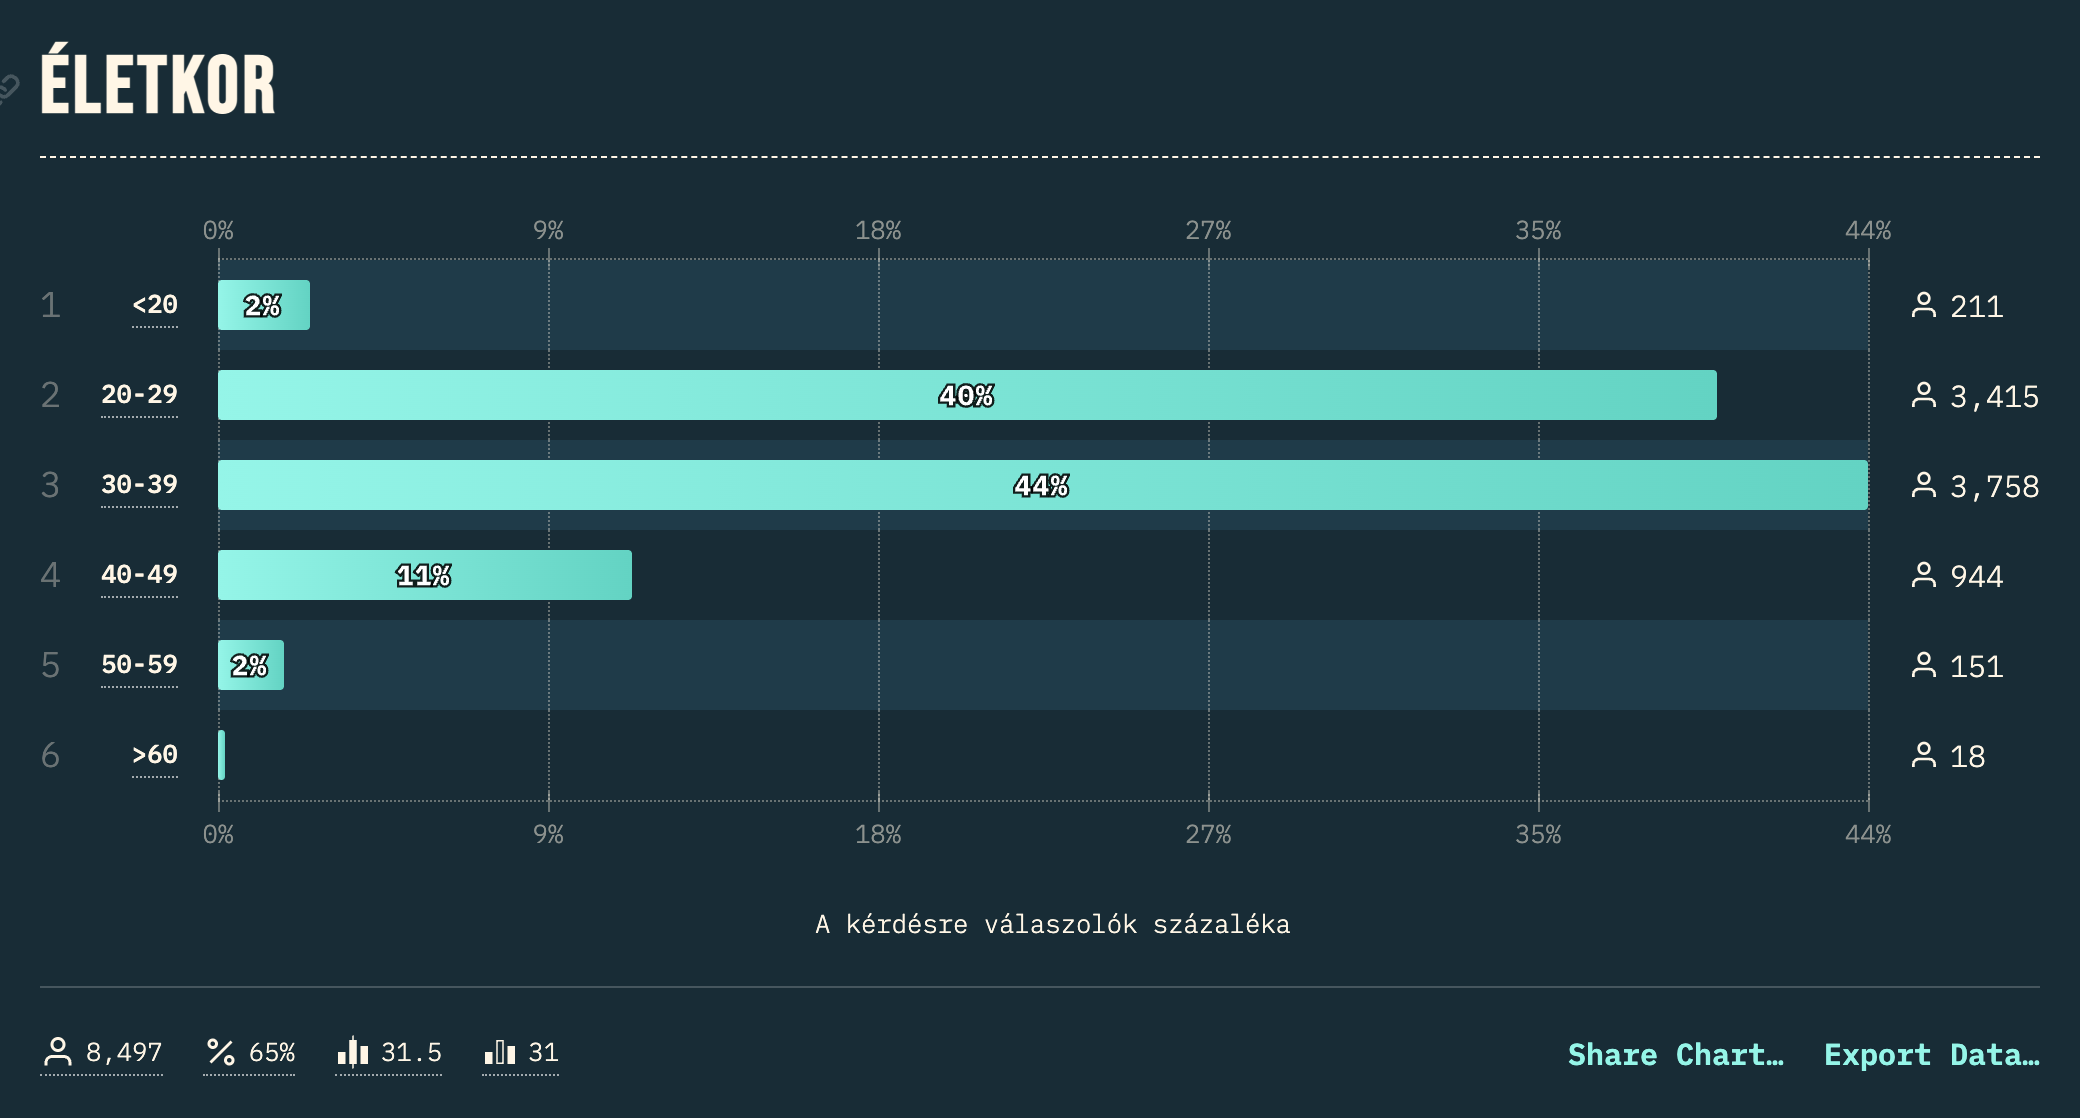 ÉLETKOR
0% 9% 18% 27% 35% 44%
1 <20 2% 211
2 20-29 40% 3,415
3 30-39 44% 3,758
4 40-49 11% 944
5 50-59 2% 151
6 >60 18
0% 9% 18% 27% 35% 44%
A kérdésre válaszolók százaléka
8,497 65% 31.5 31 Share Chart… Export Data…